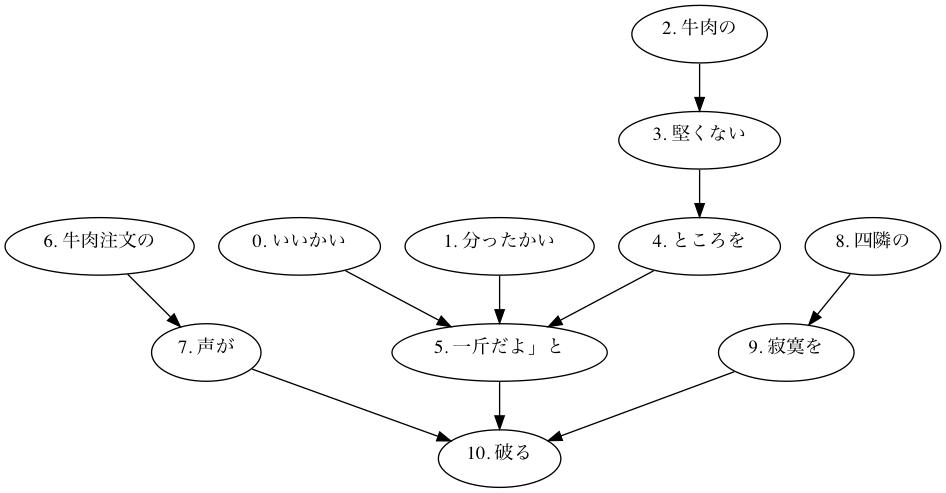 2. 牛肉の
3. 堅くない
6. 牛肉注文の
0. いいかい
1. 分ったかい
4. ところを
8. 四隣の
7. 声が
5. 一斤だよ」と
9. 寂寞を
10. 破る